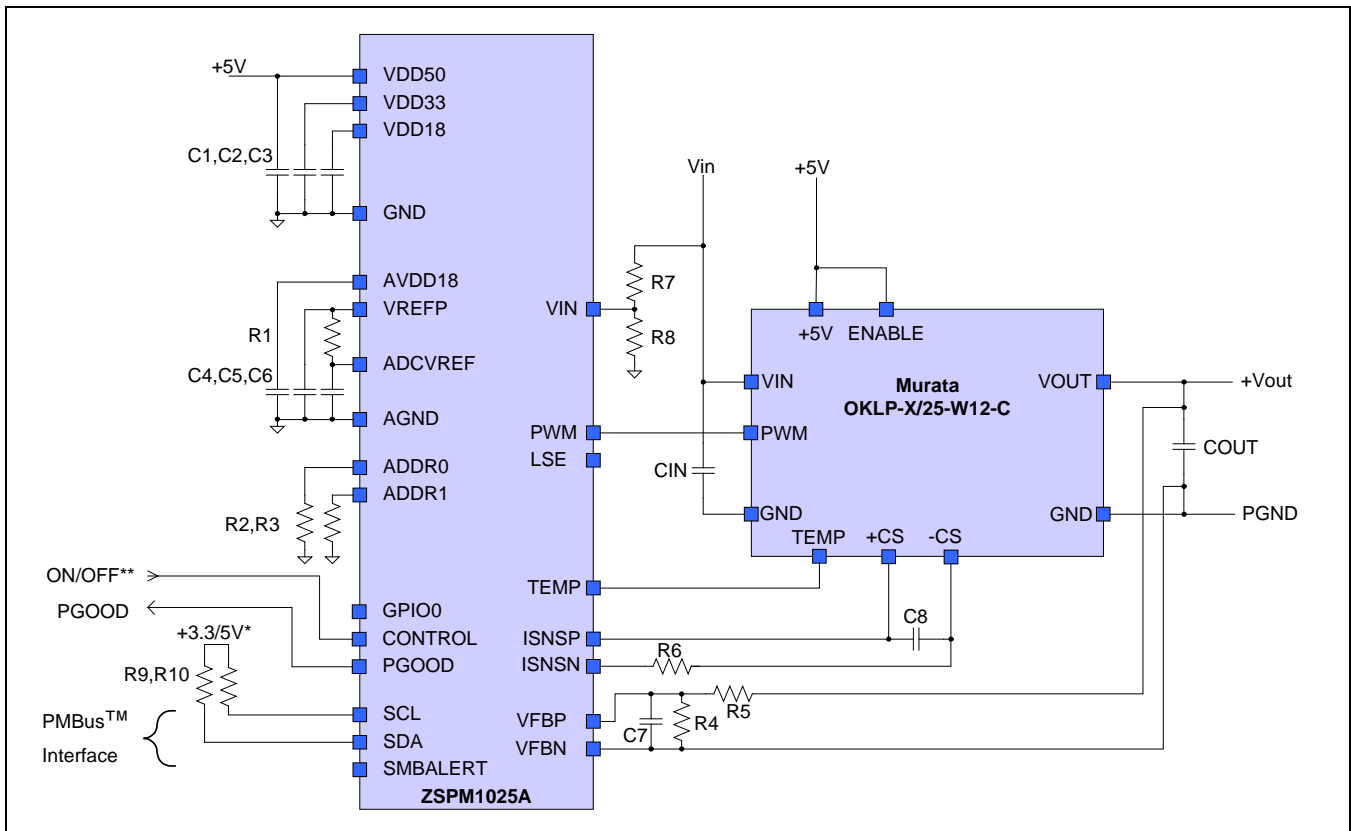 +5V
VDD50
VDD33
VDD18
C1,C2,C3
GND
AVDD18
VREFP
R1
ADCVREF
C4,C5,C6
AGND
ADDR0
ADDR1
R2,R3
ON/OFF**
PGOOD
GPIO0
CONTROL
PGOOD
+3.3/5V*
R9,R10
SCL
SDA
SMBALERT
PMBus™
Interface
ZSPM1025A
VIN
PWM
LSE
TEMP
ISNSP
ISNSN
VFBP
VFBN
Vin
+5V
R7
R8
CIN
+5V
ENABLE
VIN
Murata
OKLP-X/25-W12-C
VOUT
PWM
GND
GND
TEMP
+CS
-CS
+Vout
COUT
PGND
C8
R6
R5
R4
C7